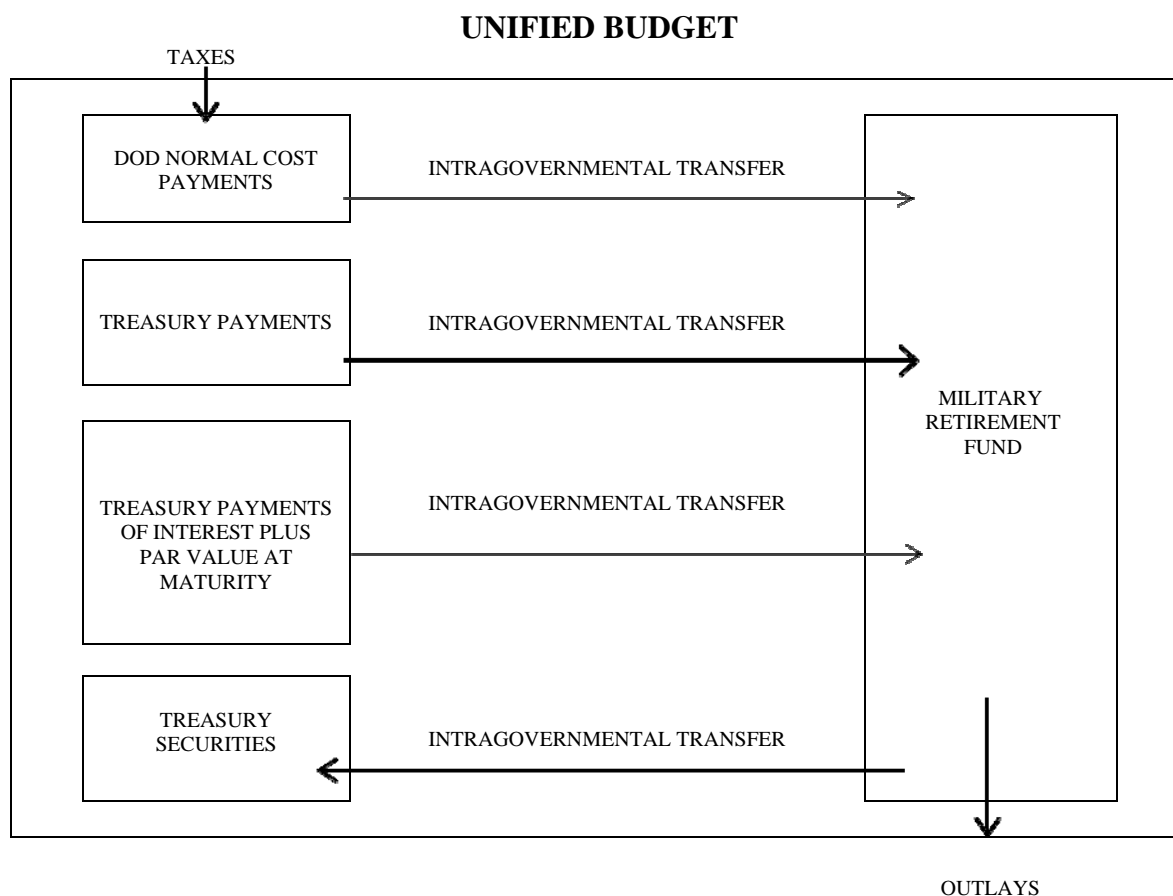 UNIFIED BUDGET
TAXES
DOD NORMAL COST
PAYMENTS
INTRAGOVERNMENTAL TRANSFER
TREASURY PAYMENTS
INTRAGOVERNMENTAL TRANSFER
MILITARY
RETIREMENT
FUND
TREASURY PAYMENTS
OF INTEREST PLUS
PAR VALUE AT
MATURITY
INTRAGOVERNMENTAL TRANSFER
TREASURY
SECURITIES
INTRAGOVERNMENTAL TRANSFER
OUTLAYS